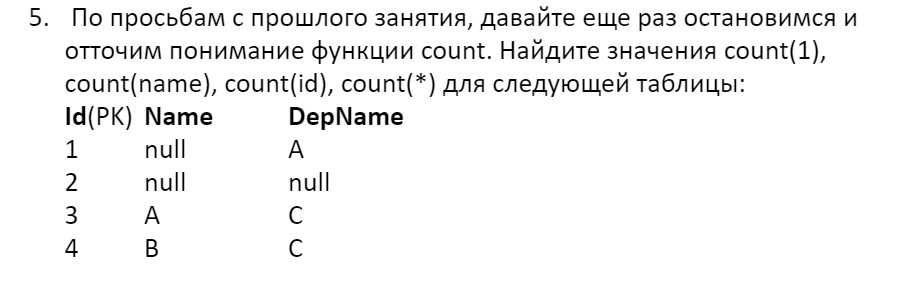 5. По просьбам с прошлого занятия, давайте еще раз остановимся и
отточим понимание функции count. Найдите значения count(1),
count(name), count(id), count(*) для следующей таблицы:
Id(PK) Name DepName
1 null A
2 null null
3 A C
4 B C